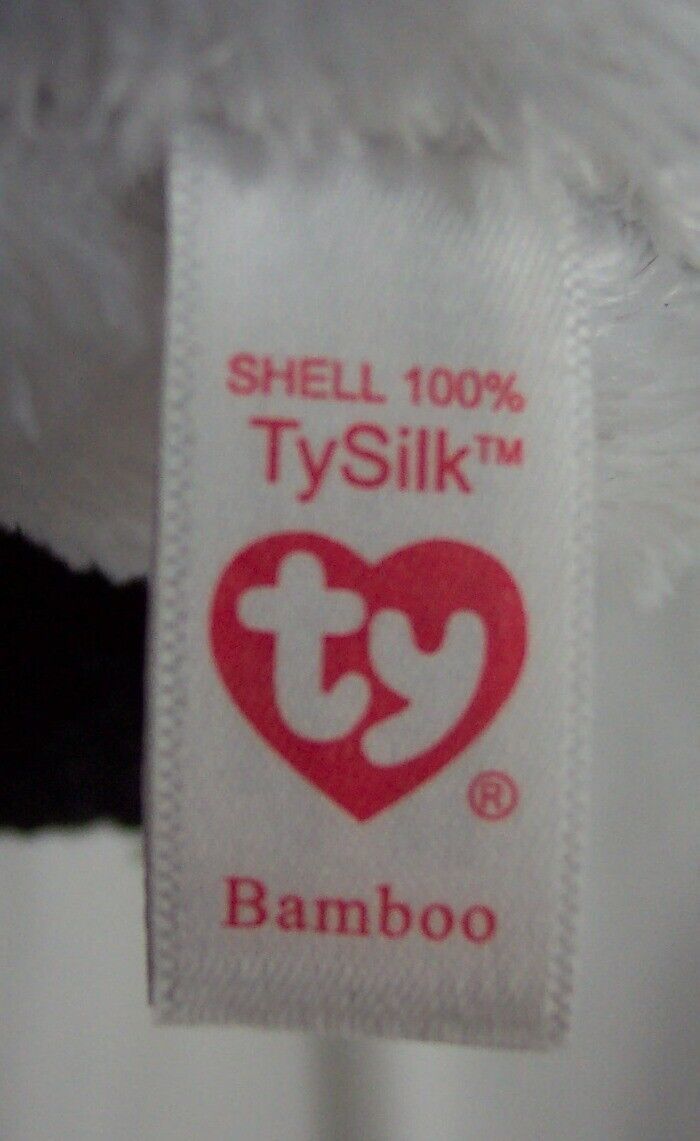 SHELL 100%
TySilk™
ty
®
Bamboo